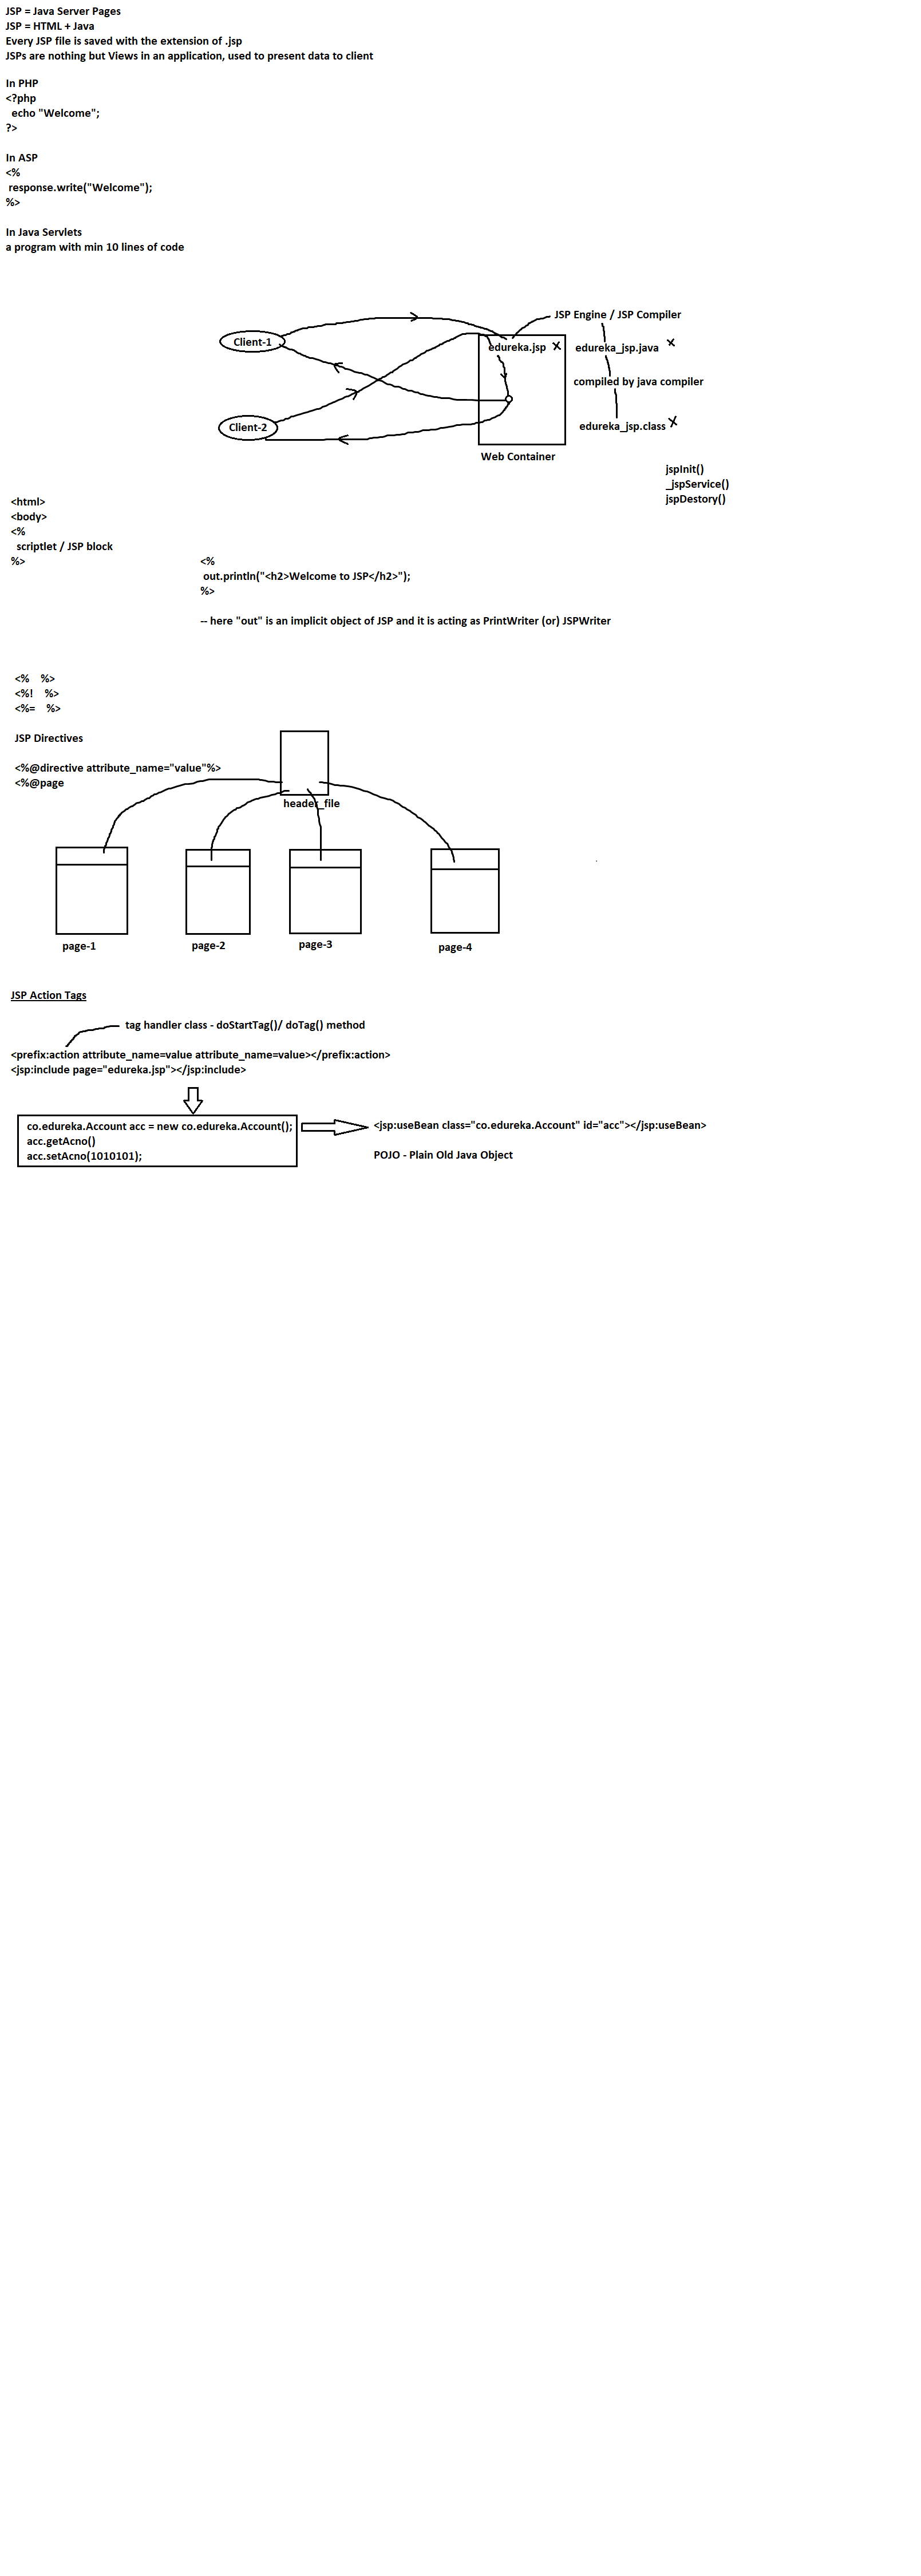 JSP = Java Server Pages
JSP = HTML + Java
Every JSP file is saved with the extension of .jsp
JSPs are nothing but Views in an application, used to present data to client
In PHP
<?php
echo "Welcome";
?>
In ASP
<%
response.write("Welcome");
%>
In Java Servlets
a program with min 10 lines of code
JSP Engine / JSP Compiler
Client-1
edureka.jsp
edureka_jsp.java
compiled by java compiler
Client-2
edureka_jsp.class
Web Container
jspInit()
_jspService()
jspDestory()
<html>
<body>
<%
scriptlet / JSP block
%>
<%
out.println("<h2>Welcome to JSP</h2>");
%>
-- here "out" is an implicit object of JSP and it is acting as PrintWriter (or) JSPWriter
<% %>
<%! %>
<%= %>
JSP Directives
<%@directive attribute_name="value"%>
<%@page
header_file
page-1
page-2
page-3
page-4
JSP Action Tags
tag handler class - doStartTag()/ doTag() method
<prefix:action attribute_name=value attribute_name=value></prefix:action>
<jsp:include page="edureka.jsp"></jsp:include>
co.edureka.Account acc = new co.edureka.Account();
acc.getAcno()
acc.setAcno(1010101);
<jsp:useBean class="co.edureka.Account" id="acc"></jsp:useBean>
POJO - Plain Old Java Object